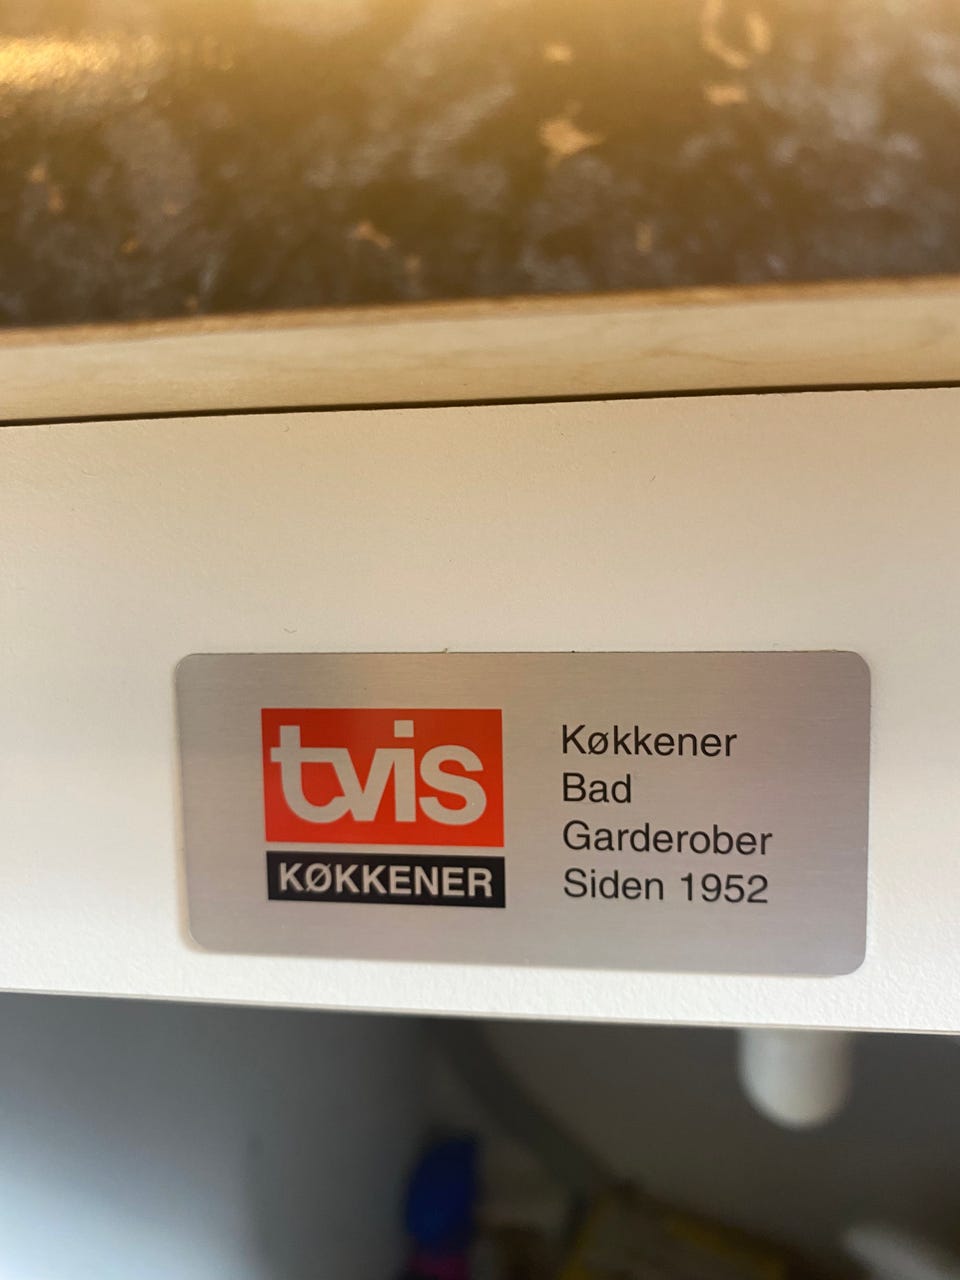 tvis
KØKKENER
Køkkener
Bad
Garderober
Siden 1952